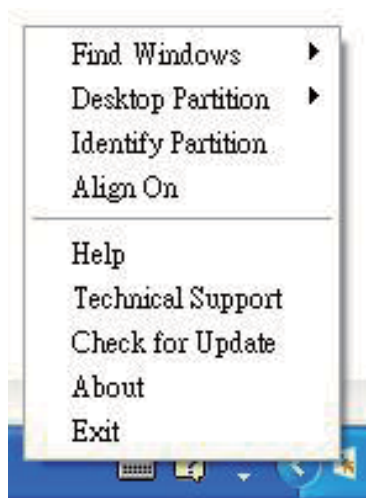 Find Windows
Desktop Partition
Identify Partition
Align On
Help
Technical Support
Check for Update
About
Exit